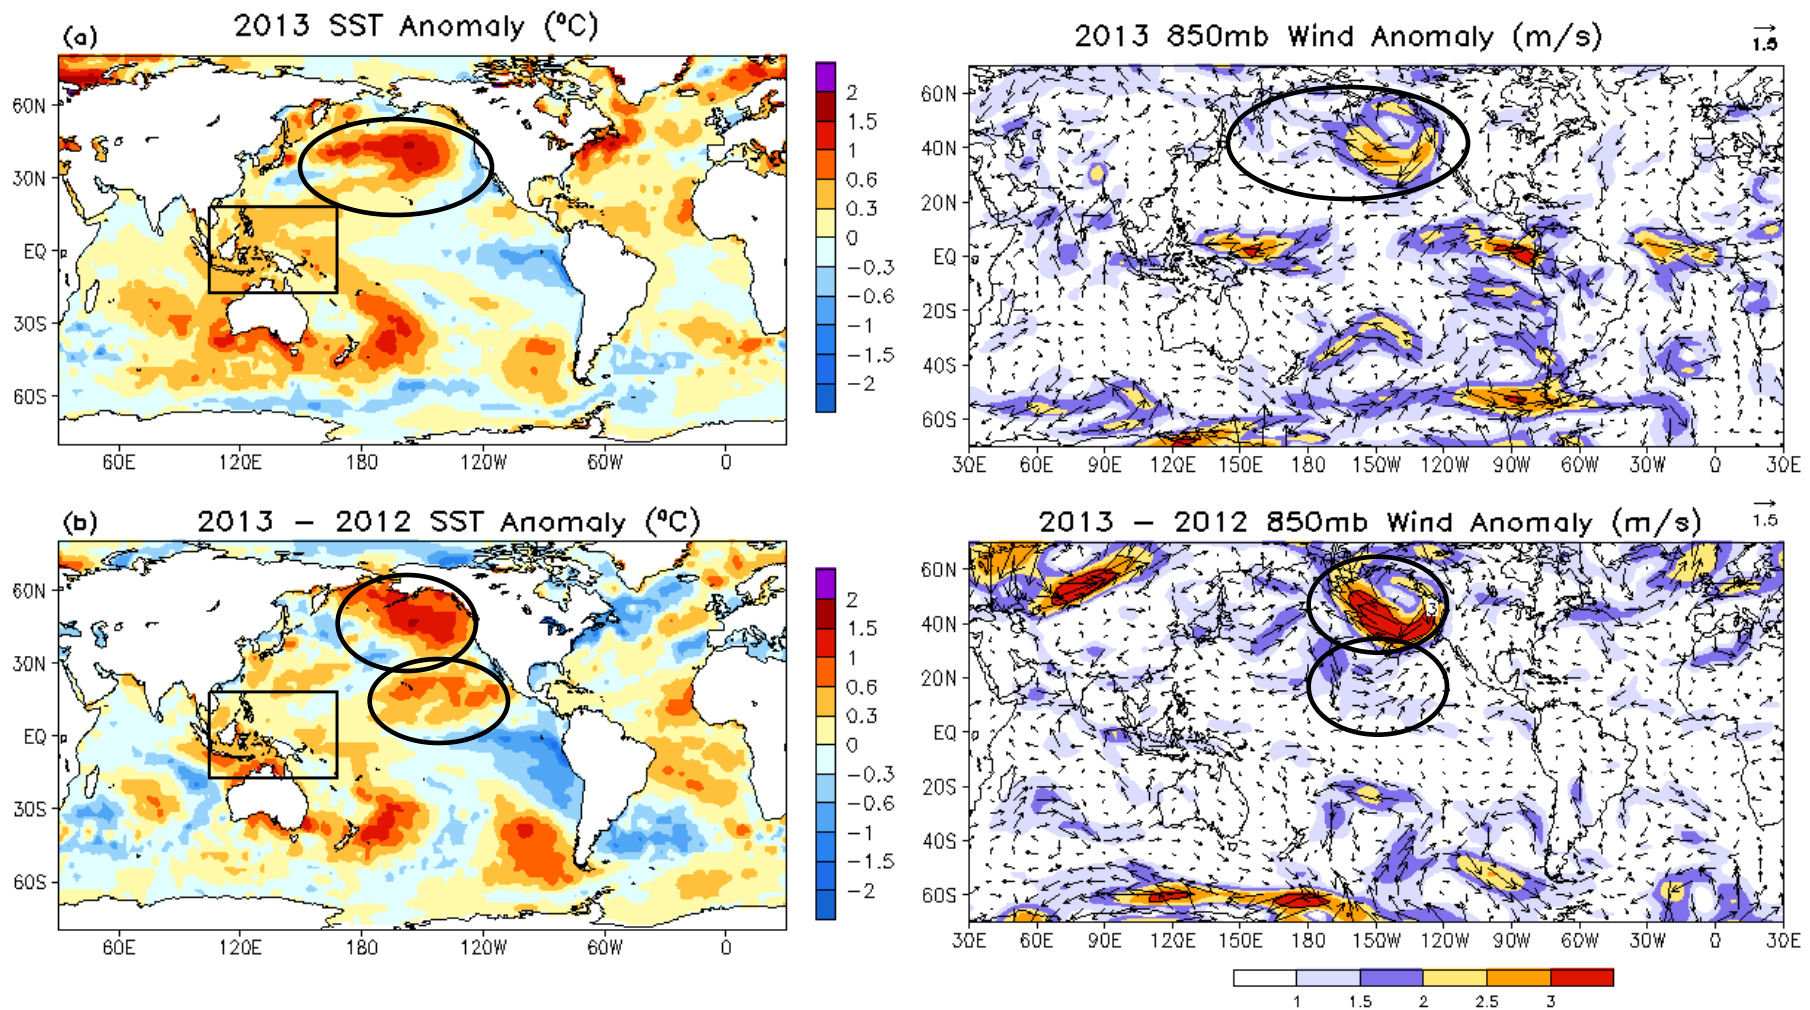 (a)
2013 SST Anomaly (°C)
60N
30N
EQ
30S
60S
60E
120E
180
120W
60W
0
2
1.5
1
0.6
0.3
0
−0.3
−0.6
−1
−1.5
−2
2013 850mb Wind Anomaly (m/s)
1.5
60N
40N
20N
EQ
20S
40S
60S
30E
60E
90E
120E
150E
180
150W
120W
90W
60W
30W
0
30E
(b)
2013 − 2012 SST Anomaly (°C)
60N
30N
EQ
30S
60S
60E
120E
180
120W
60W
0
2
1.5
1
0.6
0.3
0
−0.3
−0.6
−1
−1.5
−2
2013 − 2012 850mb Wind Anomaly (m/s)
1.5
60N
40N
20N
EQ
20S
40S
60S
3
30E
60E
90E
120E
150E
180
150W
120W
90W
60W
30W
0
30E
1
1.5
2
2.5
3